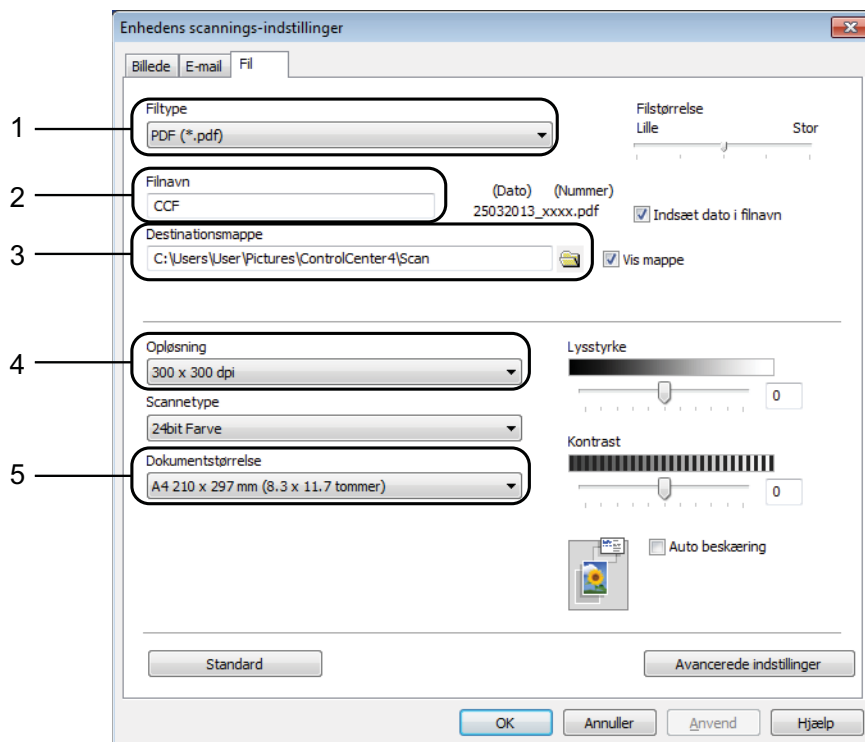 Enhedens scannings-indstillinger
Billede E-mail Fil
1
Filtype
PDF (*.pdf)
Filstørrelse
Lille Stor
2
Filnavn
CCF
(Dato) (Nummer)
25032013_xxxx.pdf
Indsæt dato i filnavn
3
Destinationsmappe
C:\Users\User\Pictures\ControlCenter4\Scan
Vis mappe
4
Opløsning
300 x 300 dpi
Lysstyrke
0
Scannetype
24bit Farve
Kontrast
0
5
Dokumentstørrelse
A4 210 x 297 mm (8.3 x 11.7 tommer)
Auto beskæring
Standard
Avancerede indstillinger
OK Annuller Anvend Hjælp